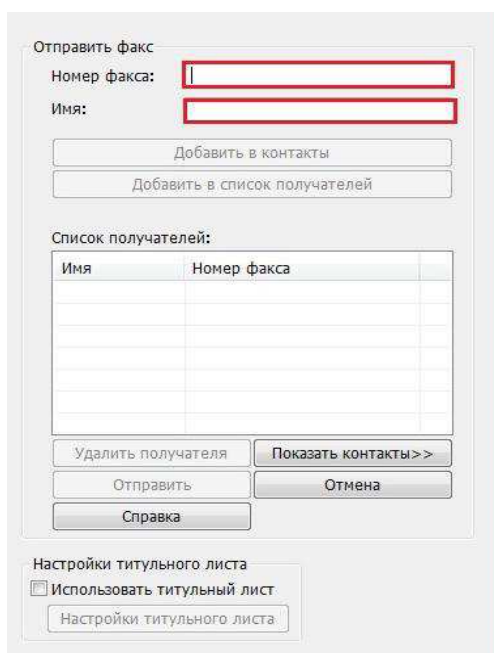 Отправить факс
Номер факса:
Имя:
Добавить в контакты
Добавить в список получателей
Список получателей:
Имя Номер факса
Удалить получателя Показать контакты>>
Отправить Отмена
Справка
Настройки титульного листа
Использовать титульный лист
Настройки титульного листа